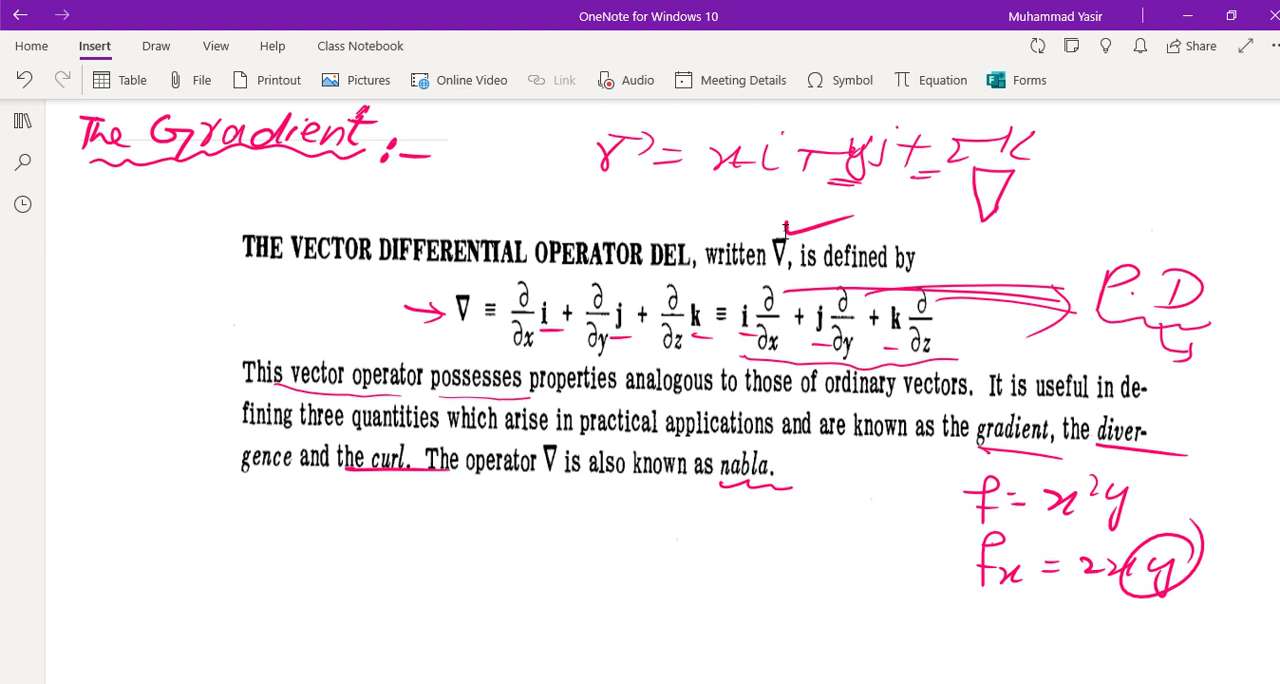 OneNote for Windows 10
Muhammad Yasir
Home Insert Draw View Help Class Notebook Share
Table File Printout Pictures Online Video Link Audio Meeting Details Symbol Equation Forms
The Gradient :-
r = xi + yj + zk
∇
THE VECTOR DIFFERENTIAL OPERATOR DEL, written ∇, is defined by
∇ ≡ ∂/∂x i + ∂/∂y j + ∂/∂z k ≡ i ∂/∂x + j ∂/∂y + k ∂/∂z
P.D
This vector operator possesses properties analogous to those of ordinary vectors. It is useful in de-
fining three quantities which arise in practical applications and are known as the gradient, the diver-
gence and the curl. The operator ∇ is also known as nabla.
f = x²y
fx = 2xy